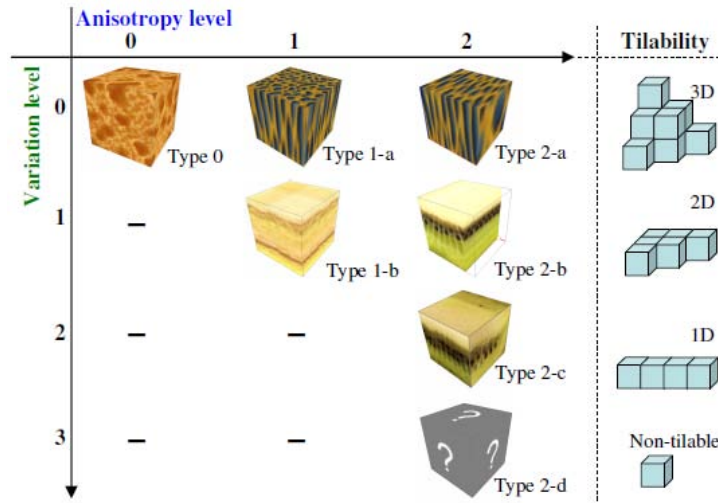 Anisotropy level
0 1 2 Tilability
Variation level
0
Type 0
Type 1-a
Type 2-a
3D
1
–
Type 1-b
Type 2-b
2D
2
–
–
Type 2-c
1D
3
–
–
? ? ?
Type 2-d
Non-tilable